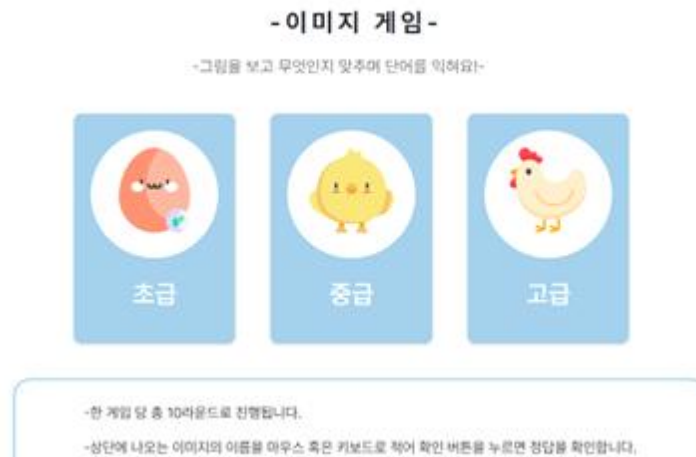 -이미지 게임-
-그림을 보고 무엇인지 맞추며 단어를 익혀요!-
초급
중급
고급
-한 게임 당 총 10라운드로 진행됩니다.
-상단에 나오는 이미지의 이름을 마우스 혹은 키보드로 적어 확인 버튼을 누르면 정답을 확인합니다.